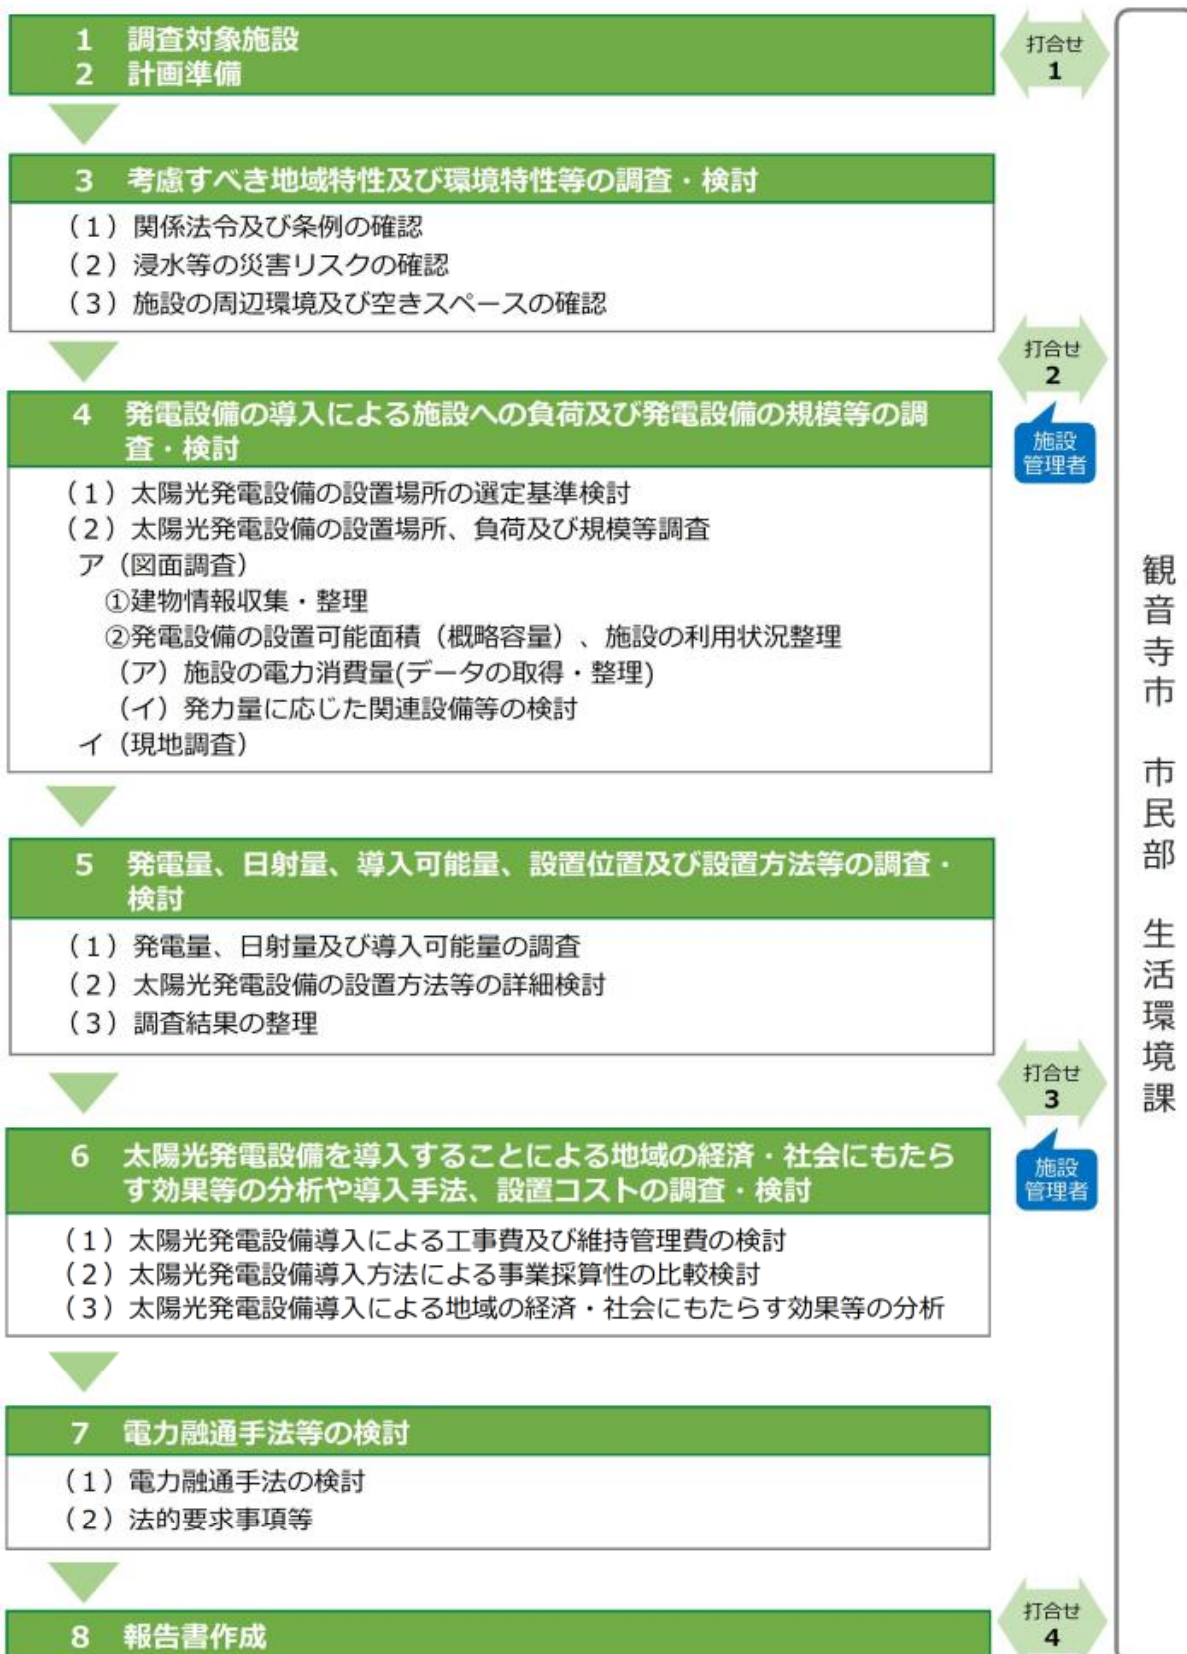 1 調査対象施設
2 計画準備
打合せ
1
3 考慮すべき地域特性及び環境特性等の調査・検討
（１）関係法令及び条例の確認
（２）浸水等の災害リスクの確認
（３）施設の周辺環境及び空きスペースの確認
打合せ
2
施設
管理者
4 発電設備の導入による施設への負荷及び発電設備の規模等の調
査・検討
（１）太陽光発電設備の設置場所の選定基準検討
（２）太陽光発電設備の設置場所、負荷及び規模等調査
ア（図面調査）
①建物情報収集・整理
②発電設備の設置可能面積（概略容量）、施設の利用状況整理
（ア）施設の電力消費量(データの取得・整理)
（イ）発力量に応じた関連設備等の検討
イ（現地調査）
5 発電量、日射量、導入可能量、設置位置及び設置方法等の調査・
検討
（１）発電量、日射量及び導入可能量の調査
（２）太陽光発電設備の設置方法等の詳細検討
（３）調査結果の整理
打合せ
3
施設
管理者
6 太陽光発電設備を導入することによる地域の経済・社会にもたら
す効果等の分析や導入手法、設置コストの調査・検討
（１）太陽光発電設備導入による工事費及び維持管理費の検討
（２）太陽光発電設備導入方法による事業採算性の比較検討
（３）太陽光発電設備導入による地域の経済・社会にもたらす効果等の分析
7 電力融通手法等の検討
（１）電力融通手法の検討
（２）法的要求事項等
8 報告書作成
打合せ
4
観音寺市 市民部 生活環境課